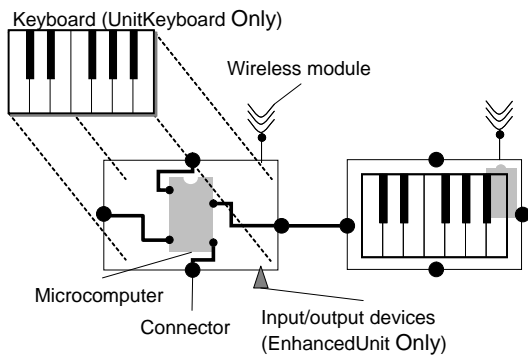 Keyboard (UnitKeyboard Only)
Wireless module
Microcomputer
Connector
Input/output devices
(EnhancedUnit Only)